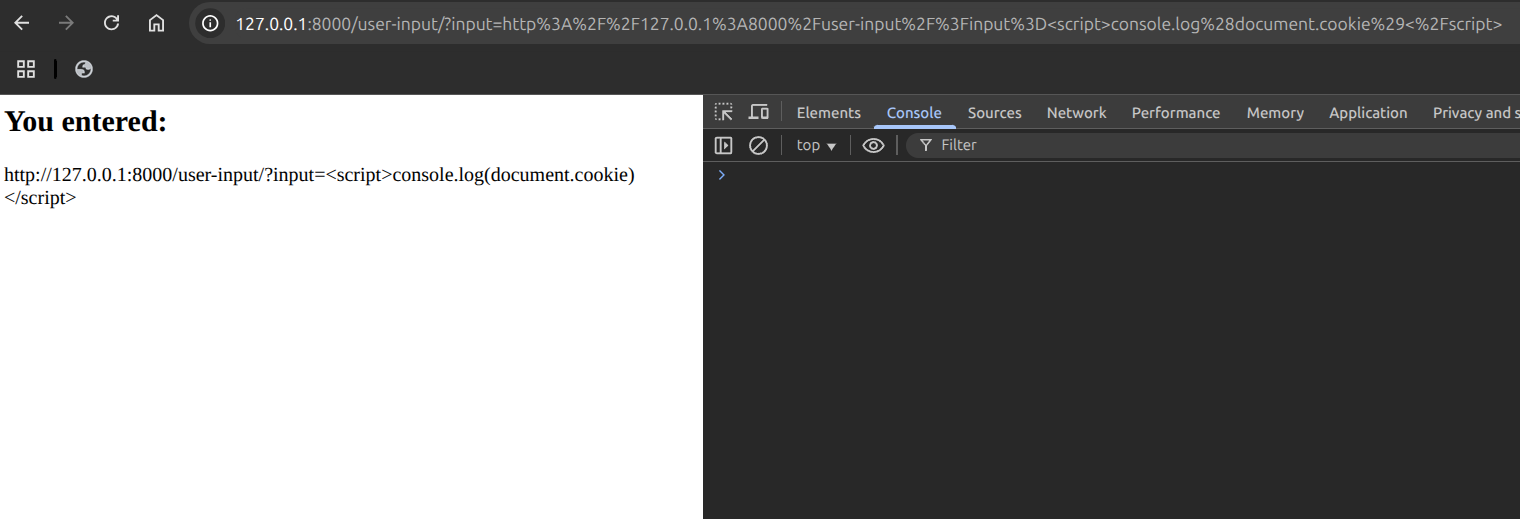 127.0.0.1:8000/user-input/?input=http%3A%2F%2F127.0.0.1%3A8000%2Fuser-input%2F%3Finput%3D<script>console.log%28document.cookie%29<%2Fscript>
You entered:
http://127.0.0.1:8000/user-input/?input=<script>console.log(document.cookie)
</script>
Elements Console Sources Network Performance Memory Application Privacy and s
top Filter